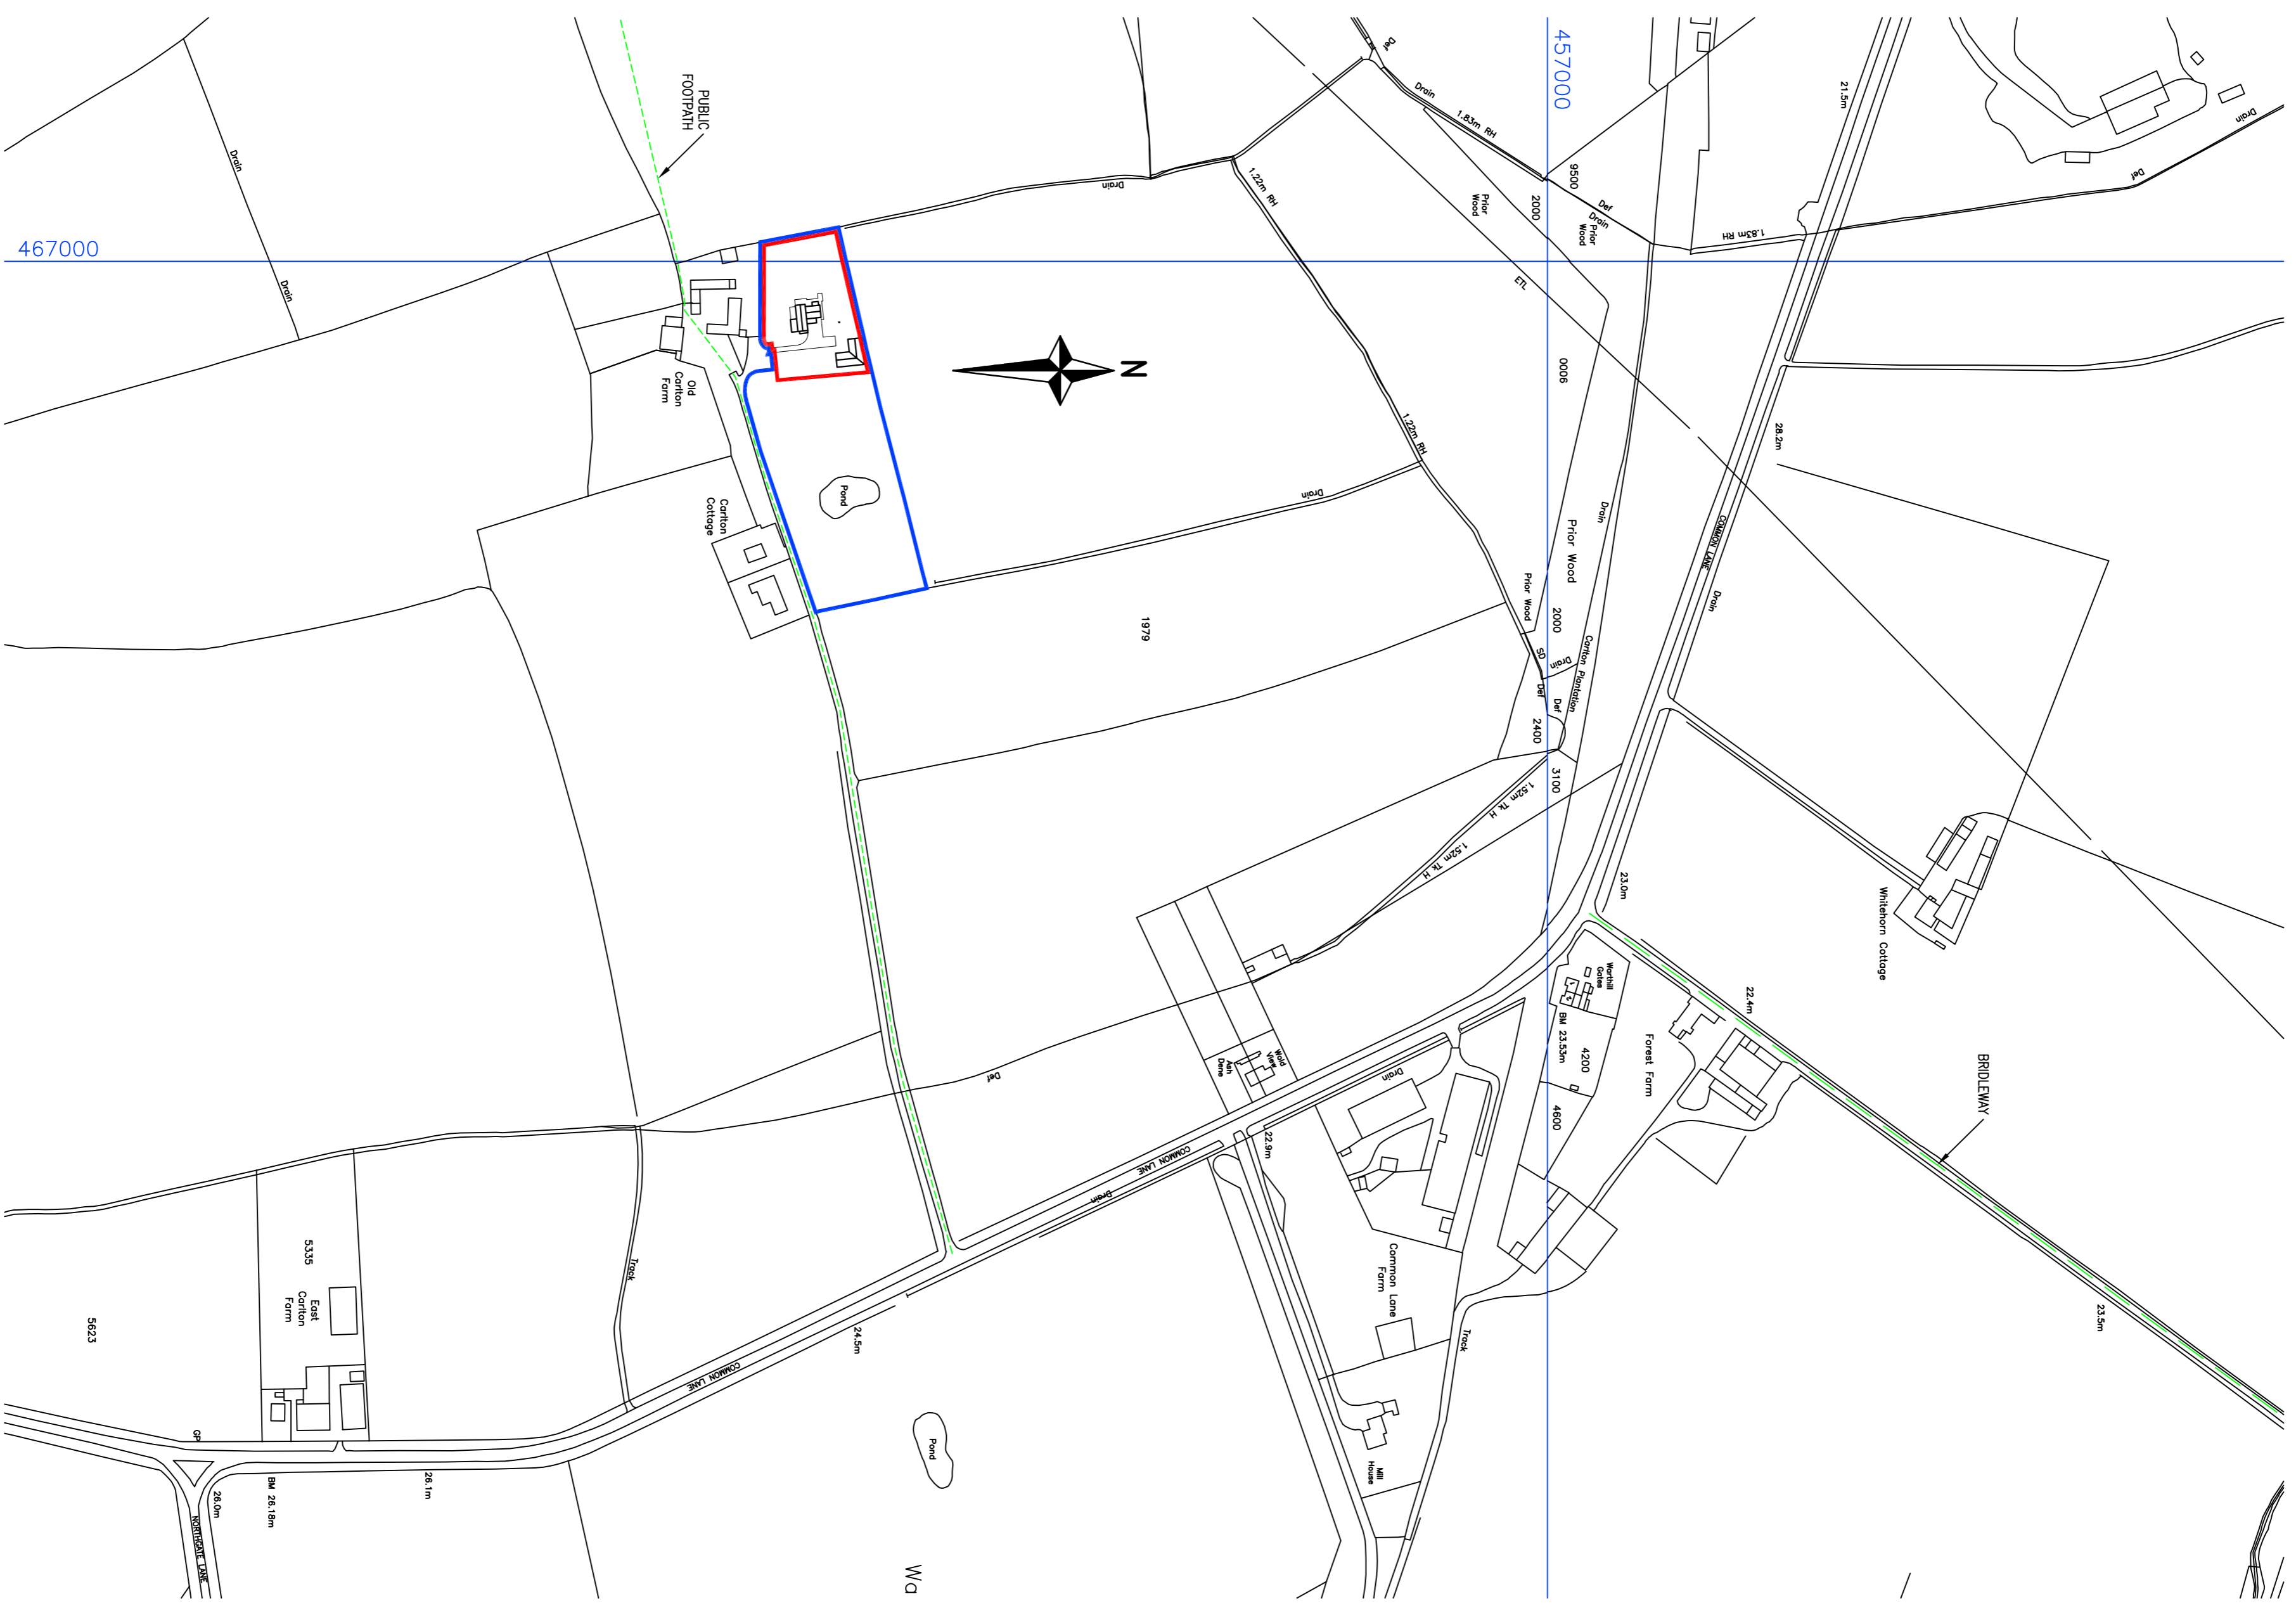 457000
467000
PUBLIC
FOOTPATH
N
Drain
Drain
Drain
Def
Drain
1.83m RH
1.22m RH
9500
2000
Prior
Wood
Def
Drain
Prior
Wood
1.83m RH
21.5m
Drain
Def
ETL
9000
28.2m
1.22m RH
Drain
Drain
Prior Wood
COMMON LANE
Drain
Old
Carlton
Farm
Pond
Carlton
Cottage
1979
Prior Wood
2000
Carlton Plantation
SD
Drain
Def
Def
2400
3100
1.52m Tk H
1.52m Tk H
23.0m
Whitehorn Cottage
Worthill
Gates
1
2
BM 23.53m
4200
4600
Forest Farm
22.4m
BRIDLEWAY
23.5m
Wold
View
Ash
Dene
Def
Drain
22.9m
COMMON LANE
Drain
Common Lane
Farm
Track
Track
Mill
House
5335
East
Carlton
Farm
5623
24.5m
COMMON LANE
Pond
GP
26.0m
BM 26.18m
26.1m
NORTHGATE LANE
Wa